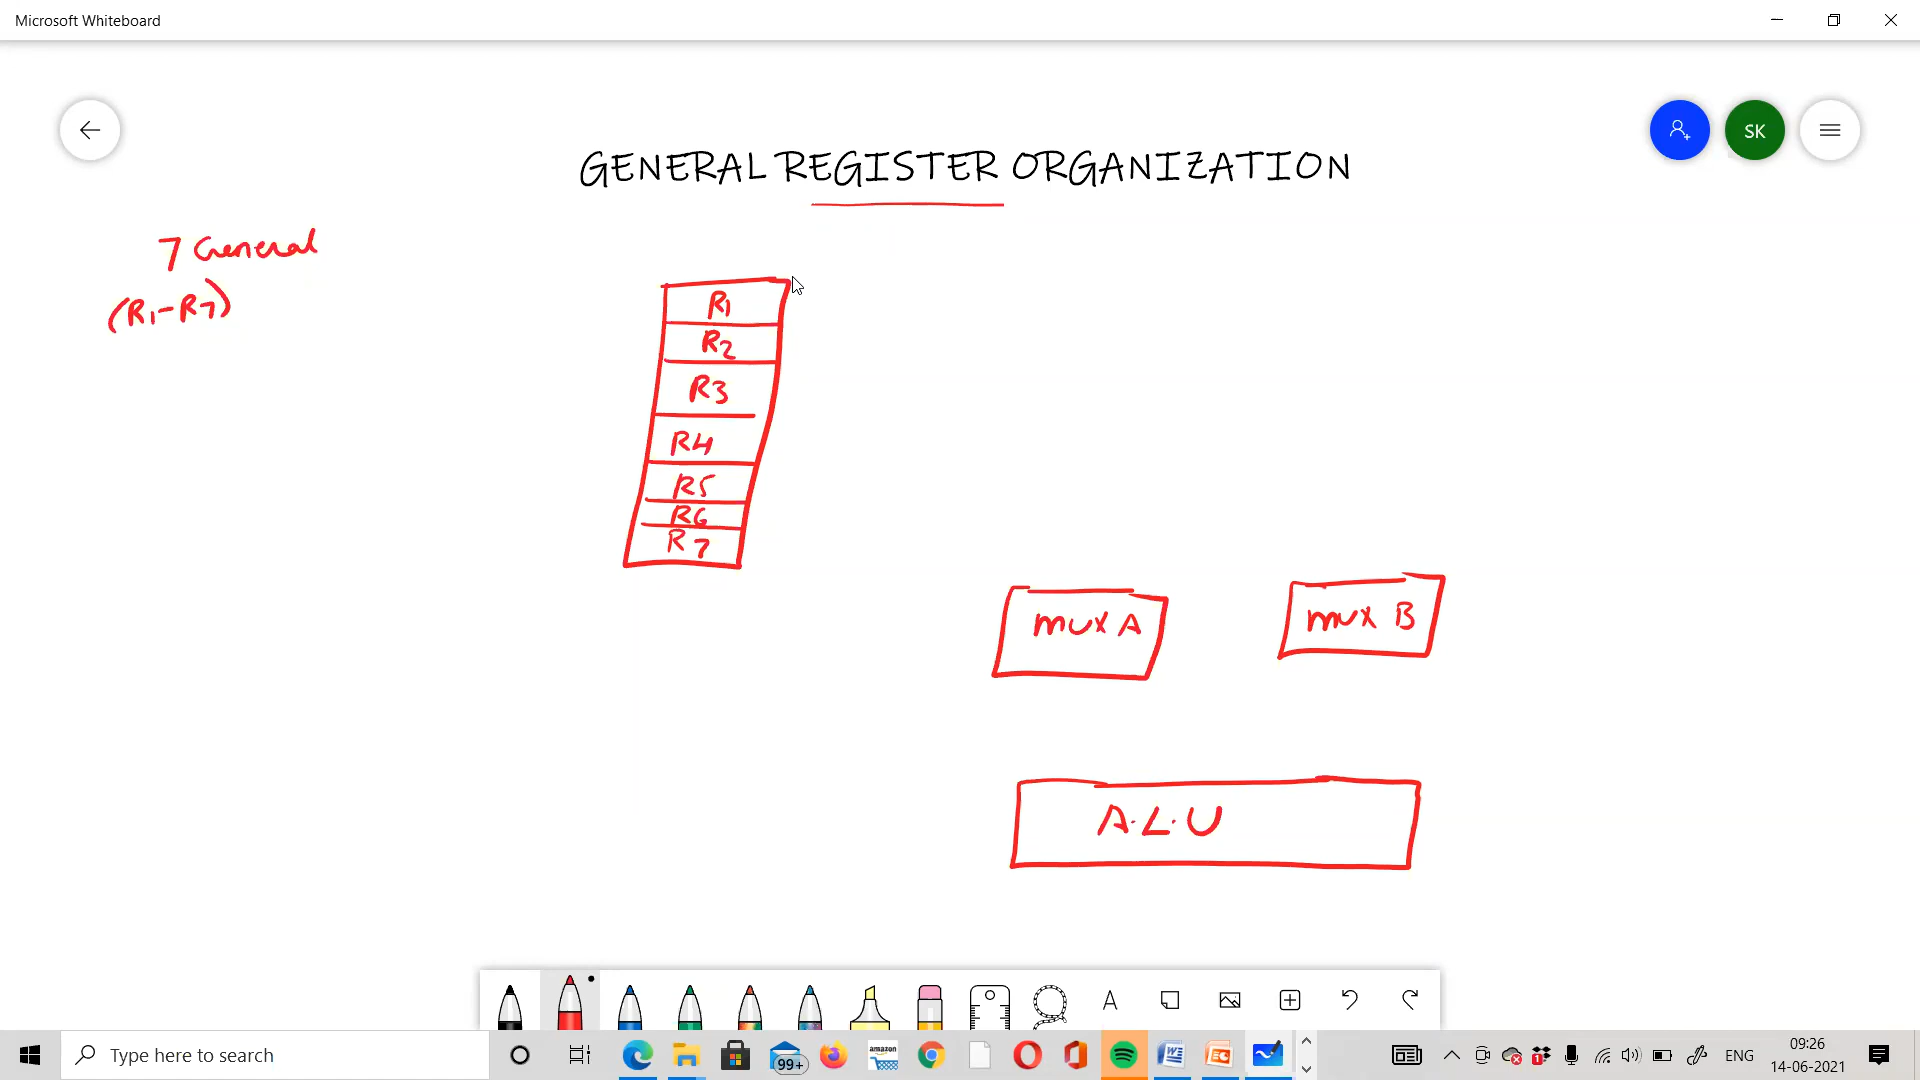 Microsoft Whiteboard
SK
GENERAL REGISTER ORGANIZATION
7 General
(R1-R7)
R1
R2
R3
R4
R5
R6
R7
mux A
mux B
A.L.U
A
Type here to search
99+
amazon
1
ENG
09:26
14-06-2021